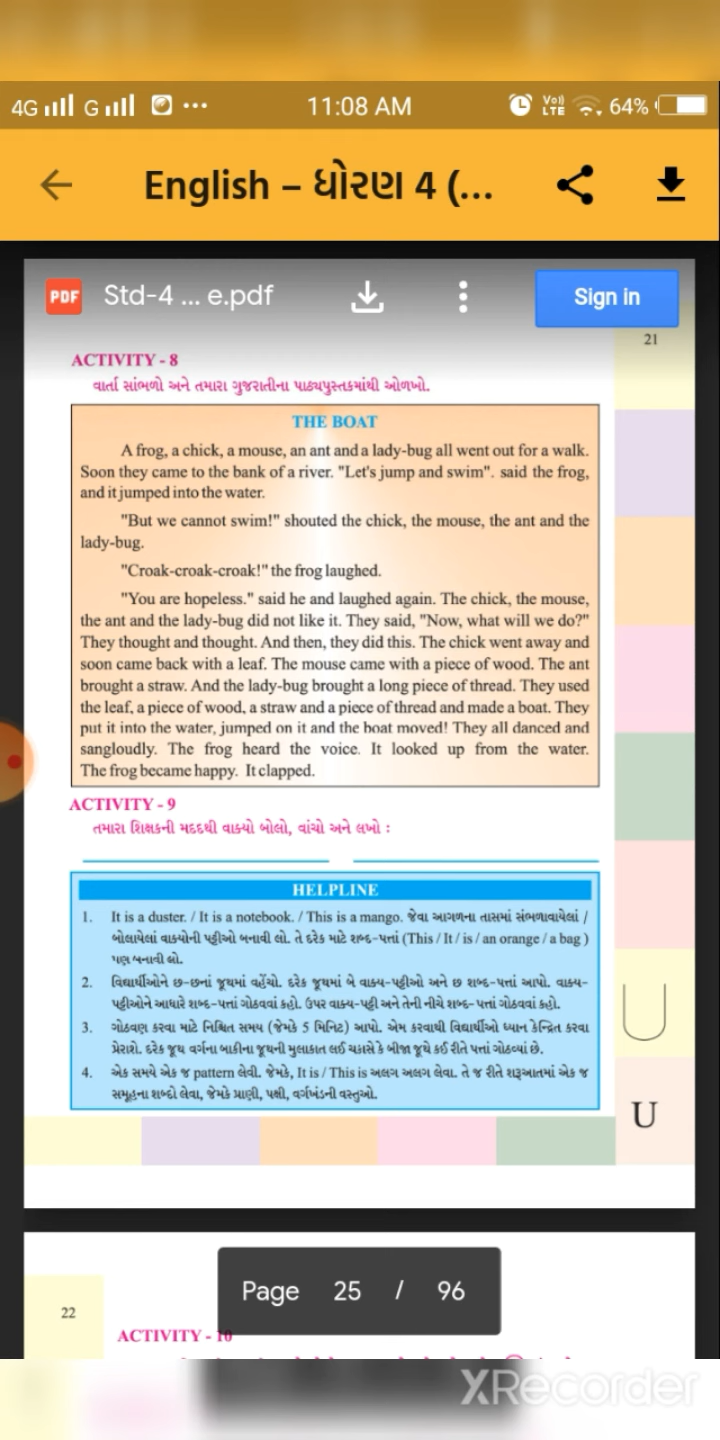 4G G ... 11:08 AM Vo)) LTE 64%
English – ધોરણ 4 (...
PDF Std-4 ... e.pdf Sign in
21
ACTIVITY - 8
વાર્તા સાંભળો અને તમારા ગુજરાતીના પાઠ્યપુસ્તકમાંથી ઓળખો.
THE BOAT
A frog, a chick, a mouse, an ant and a lady-bug all went out for a walk.
Soon they came to the bank of a river. "Let's jump and swim". said the frog,
and it jumped into the water.
"But we cannot swim!" shouted the chick, the mouse, the ant and the
lady-bug.
"Croak-croak-croak!" the frog laughed.
"You are hopeless." said he and laughed again. The chick, the mouse,
the ant and the lady-bug did not like it. They said, "Now, what will we do?"
They thought and thought. And then, they did this. The chick went away and
soon came back with a leaf. The mouse came with a piece of wood. The ant
brought a straw. And the lady-bug brought a long piece of thread. They used
the leaf, a piece of wood, a straw and a piece of thread and made a boat. They
put it into the water, jumped on it and the boat moved! They all danced and
sangloudly. The frog heard the voice. It looked up from the water.
The frog became happy. It clapped.
ACTIVITY - 9
તમારા શિક્ષકની મદદથી વાક્યો બોલો, વાંચો અને લખો :
HELPLINE
1. It is a duster. / It is a notebook. / This is a mango. જેવા આગળના તાસમાં સંભળાવાયેલાં /
બોલાયેલાં વાક્યોની પટ્ટીઓ બનાવી લો. તે દરેક માટે શબ્દ-પત્તાં (This / It / is / an orange / a bag )
પણ બનાવી લો.
2. વિદ્યાર્થીઓને છ-છનાં જૂથમાં વહેંચો. દરેક જૂથમાં બે વાક્ય-પટ્ટીઓ અને છ શબ્દ-પત્તાં આપો. વાક્ય-
પટ્ટીઓને આધારે શબ્દ-પત્તાં ગોઠવવાં કહો. ઉપર વાક્ય-પટ્ટી અને તેની નીચે શબ્દ-પત્તાં ગોઠવવાં કહો.
3. ગોઠવણ કરવા માટે નિશ્ચિત સમય (જેમકે 5 મિનિટ) આપો. એમ કરવાથી વિદ્યાર્થીઓ ધ્યાન કેન્દ્રિત કરવા
પ્રેરાશે. દરેક જૂથ વર્ગના બાકીના જૂથની મુલાકાત લઈ ચકાસે કે બીજા જૂથે કઈ રીતે પત્તાં ગોઠવ્યાં છે.
4. એક સમયે એક જ pattern લેવી. જેમકે, It is / This is અલગ અલગ લેવા. તે જ રીતે શરૂઆતમાં એક જ
સમૂહના શબ્દો લેવા, જેમકે પ્રાણી, પક્ષી, વર્ગખંડની વસ્તુઓ.
U
U
Page 25 / 96
22
ACTIVITY - 10
XRecorder